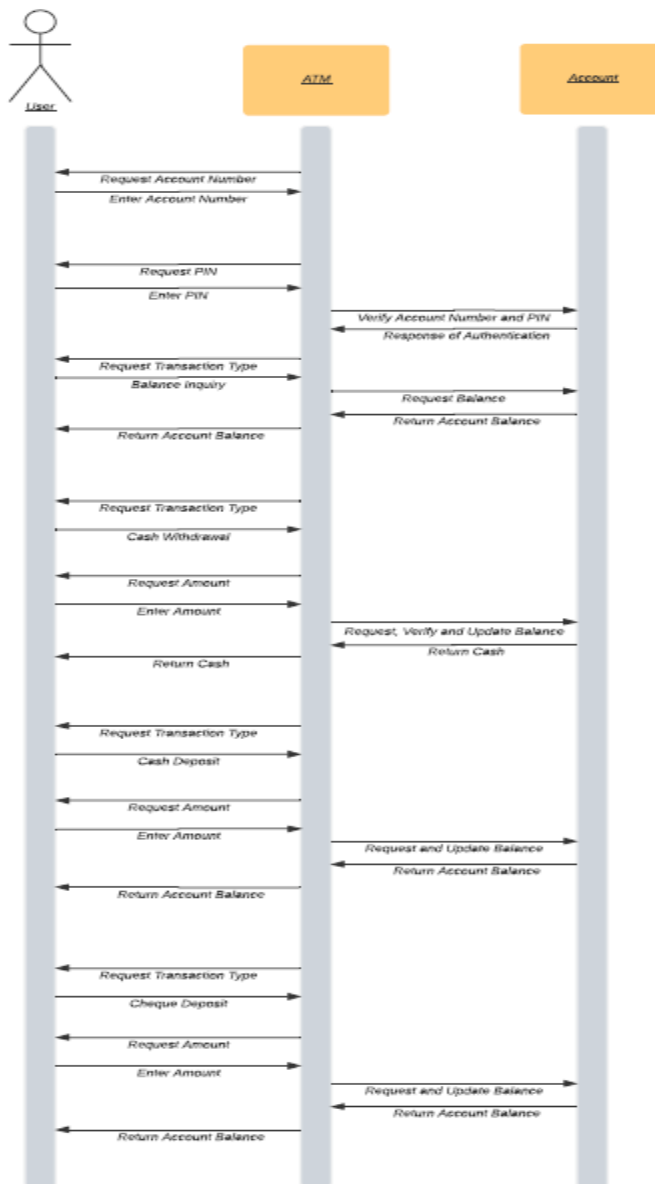 User
ATM
Account
Request Account Number
Enter Account Number
Request PIN
Enter PIN
Verify Account Number and PIN
Response of Authentication
Request Transaction Type
Balance Inquiry
Request Balance
Return Account Balance
Return Account Balance
Request Transaction Type
Cash Withdrawal
Request Amount
Enter Amount
Request, Verify and Update Balance
Return Cash
Return Cash
Request Transaction Type
Cash Deposit
Request Amount
Enter Amount
Request and Update Balance
Return Account Balance
Return Account Balance
Request Transaction Type
Cheque Deposit
Request Amount
Enter Amount
Request and Update Balance
Return Account Balance
Return Account Balance